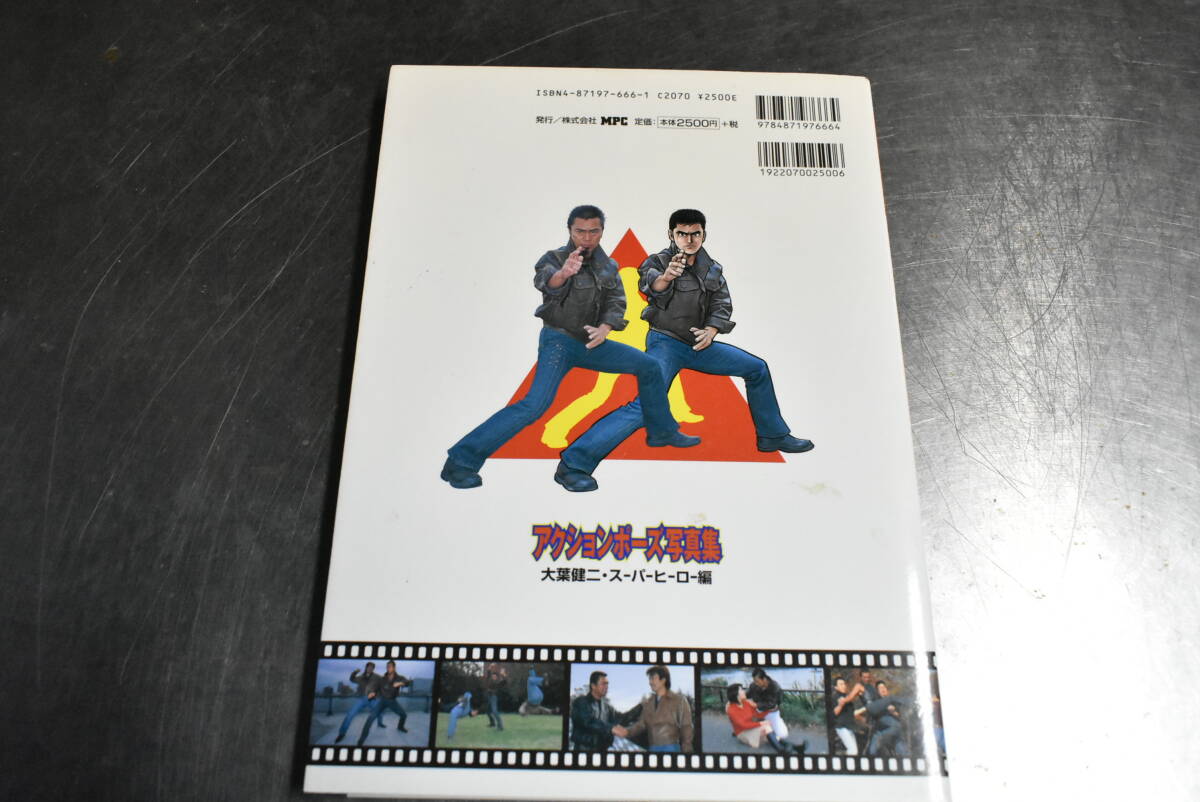 ISBN4-87197-666-1 C2070 ¥2500E
発行／株式会社 MPC 定価：本体2500円＋税
9784871976664
1922070025006
アクションポーズ写真集
大葉健二・スーパーヒーロー編